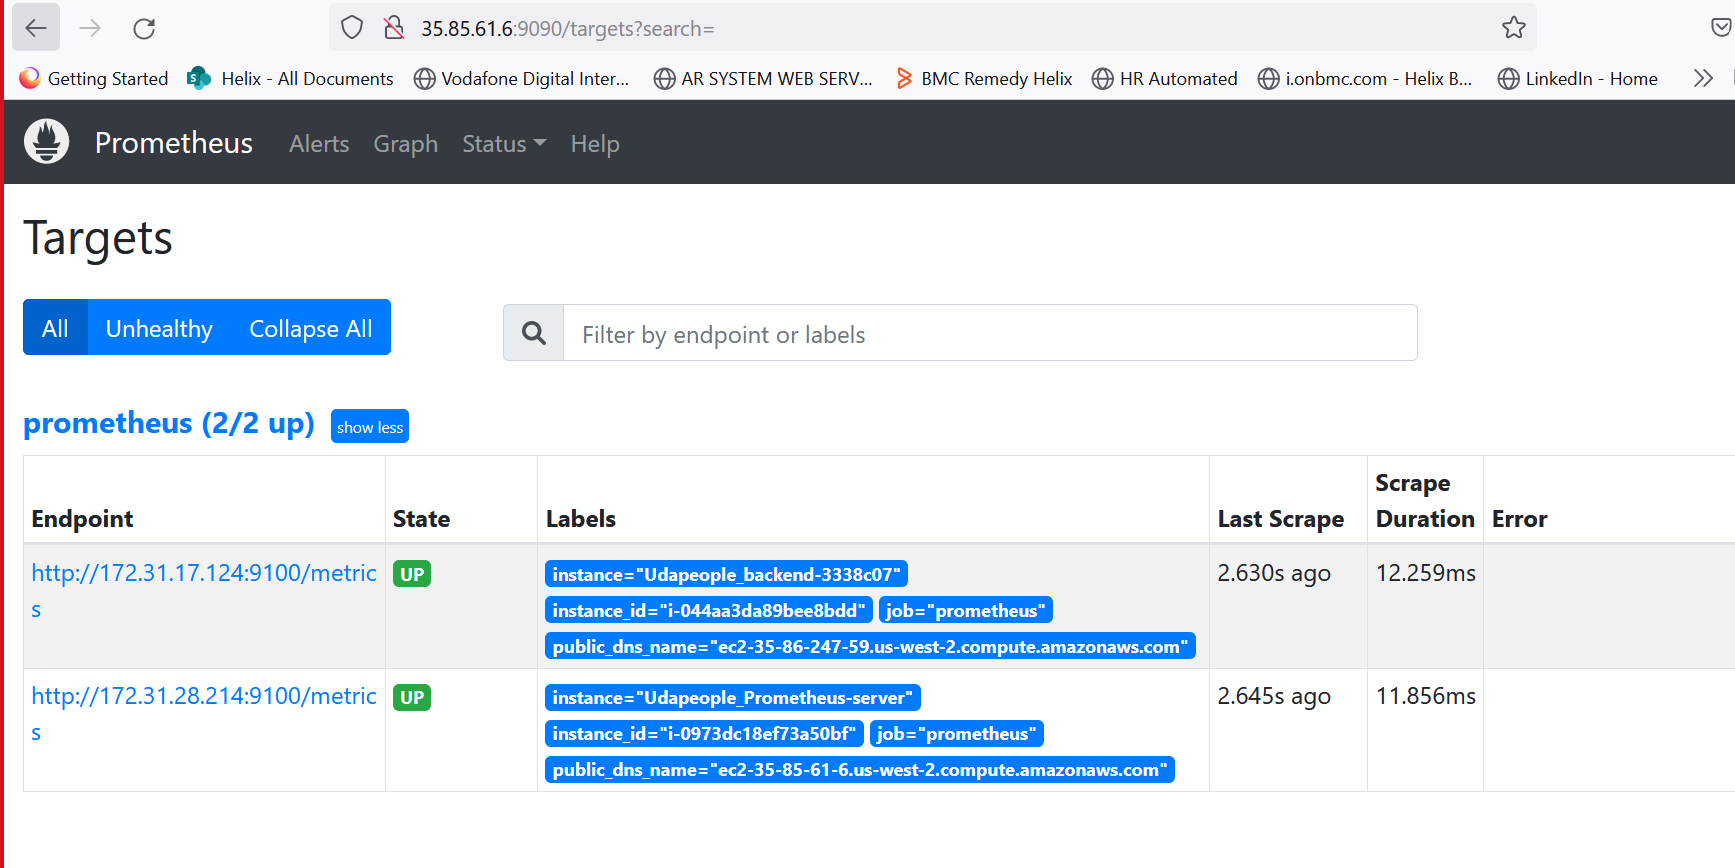 35.85.61.6:9090/targets?search=
Getting Started Helix - All Documents Vodafone Digital Inter... AR SYSTEM WEB SERV... BMC Remedy Helix HR Automated i.onbmc.com - Helix B... LinkedIn - Home
Prometheus Alerts Graph Status Help
Targets
All Unhealthy Collapse All Filter by endpoint or labels
prometheus (2/2 up) show less
Scrape
Endpoint State Labels Last Scrape Duration Error
http://172.31.17.124:9100/metric UP instance="Udapeople_backend-3338c07" 2.630s ago 12.259ms
s instance_id="i-044aa3da89bee8bdd" job="prometheus"
public_dns_name="ec2-35-86-247-59.us-west-2.compute.amazonaws.com"
http://172.31.28.214:9100/metric UP instance="Udapeople_Prometheus-server" 2.645s ago 11.856ms
s instance_id="i-0973dc18ef73a50bf" job="prometheus"
public_dns_name="ec2-35-85-61-6.us-west-2.compute.amazonaws.com"